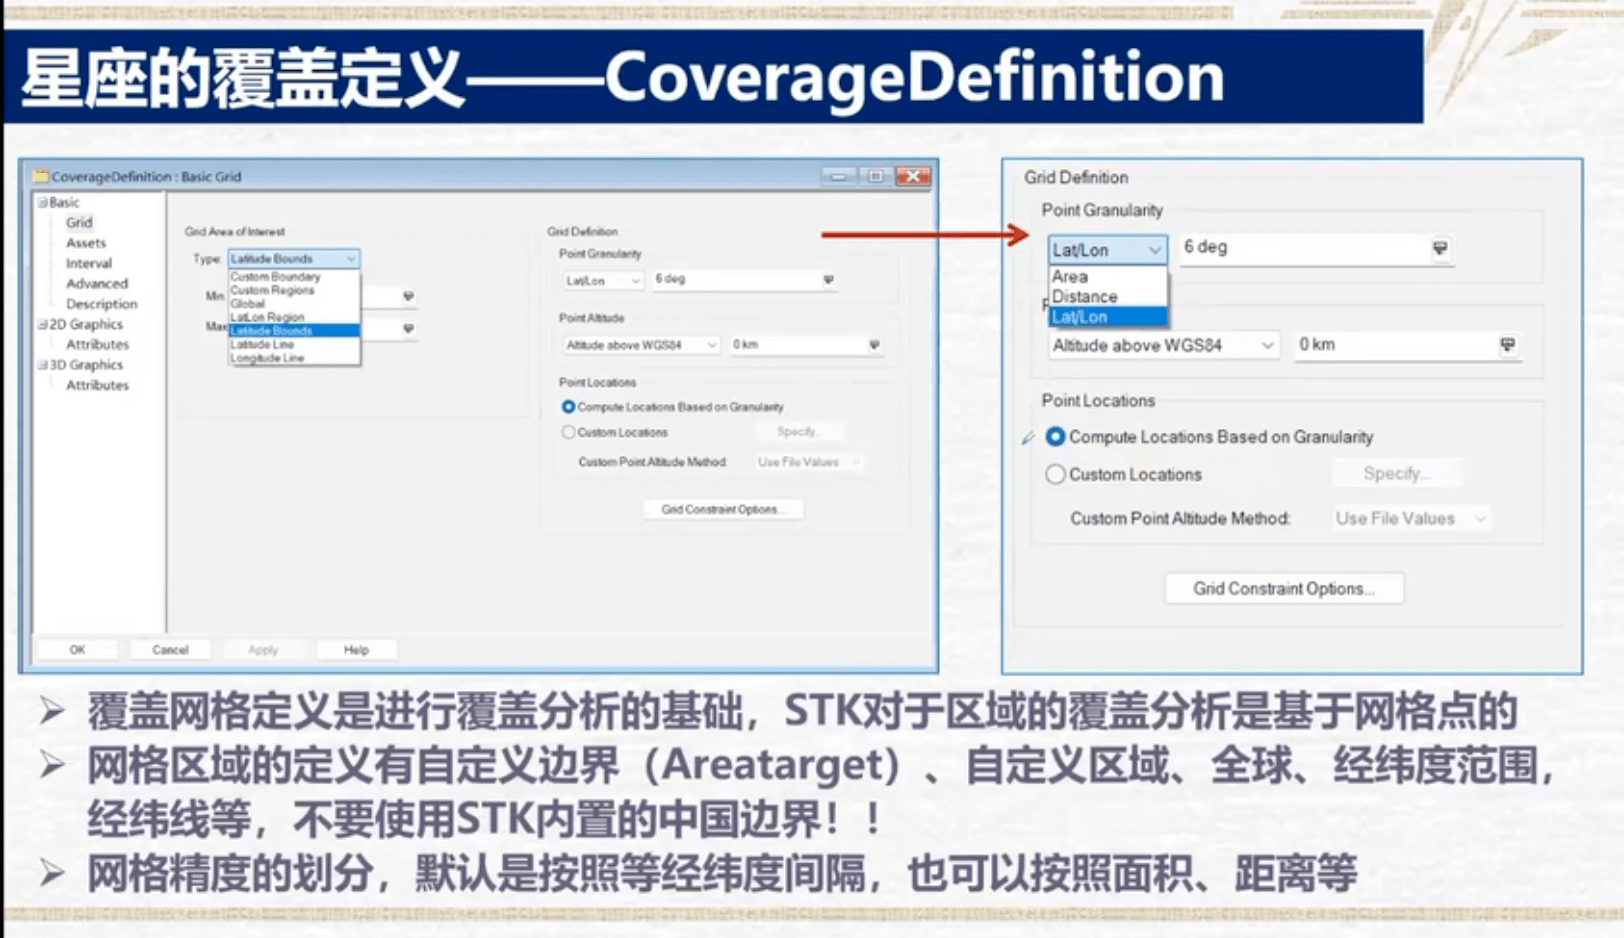 星座的覆盖定义——CoverageDefinition
CoverageDefinition : Basic Grid
Basic
Grid
Assets
Interval
Advanced
Description
2D Graphics
Attributes
3D Graphics
Attributes
Grid Area of Interest
Type: Latitude Bounds
Custom Boundary
Custom Regions
Global
LatLon Region
Latitude Bounds
Latitude Line
Longitude Line
Min.
Max
Grid Definition
Point Granularity
Lat/Lon 6 deg
Point Altitude
Altitude above WGS84 0 km
Point Locations
Compute Locations Based on Granularity
Custom Locations Specify...
Custom Point Altitude Method: Use File Values
Grid Constraint Options...
OK Cancel Apply Help
Grid Definition
Point Granularity
Lat/Lon 6 deg
Area
Distance
Lat/Lon
Altitude above WGS84 0 km
Point Locations
Compute Locations Based on Granularity
Custom Locations Specify...
Custom Point Altitude Method: Use File Values
Grid Constraint Options...
➢ 覆盖网格定义是进行覆盖分析的基础，STK对于区域的覆盖分析是基于网格点的
➢ 网格区域的定义有自定义边界（Areatarget）、自定义区域、全球、经纬度范围，
经纬线等，不要使用STK内置的中国边界！！
➢ 网格精度的划分，默认是按照等经纬度间隔，也可以按照面积、距离等